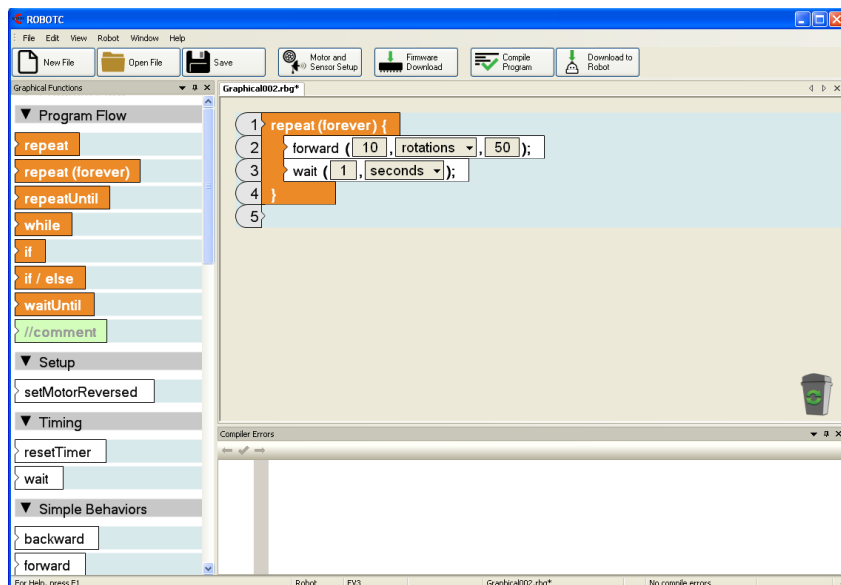 ROBOTC
File Edit View Robot Window Help
New File Open File Save Motor and Sensor Setup Firmware Download Compile Program Download to Robot
Graphical Functions
Graphical002.rbg*
Program Flow
repeat
repeat (forever)
repeatUntil
while
if
if / else
waitUntil
//comment
Setup
setMotorReversed
Timing
resetTimer
wait
Simple Behaviors
backward
forward
1 repeat (forever) {
2 forward ( 10 , rotations , 50 );
3 wait ( 1 , seconds );
4 }
5
Compiler Errors
For Help, press F1 Robot EV3 Graphical002.rbg* No compile errors